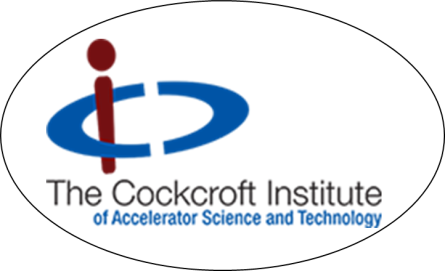 The Cockcroft Institute
of Accelerator Science and Technology